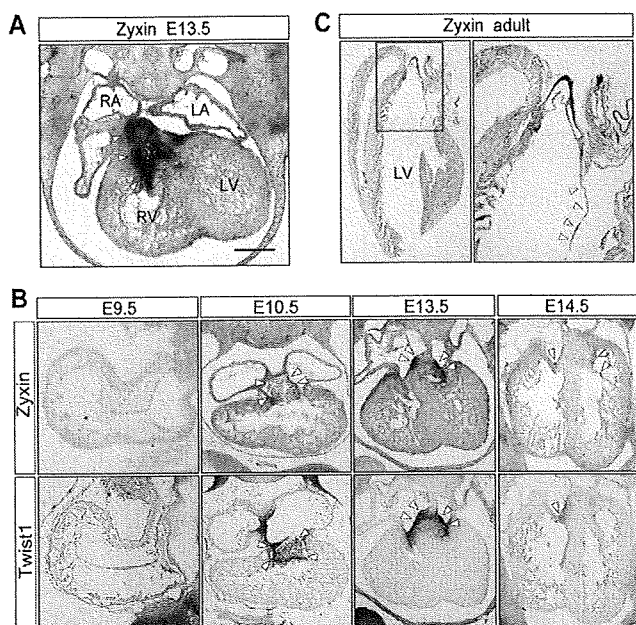 A
Zyxin E13.5
RA
LA
LV
RV
C
Zyxin adult
LV
B
E9.5
E10.5
E13.5
E14.5
Zyxin
Twist1